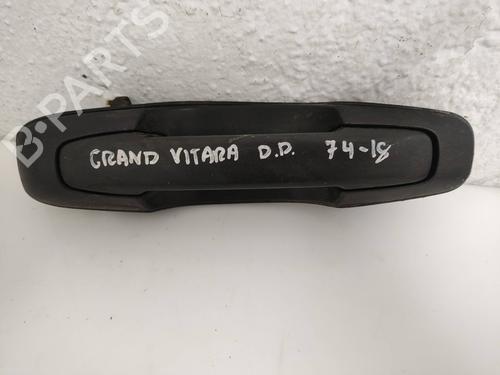 B-PARTS
GRAND VITARA D.D. 74-18